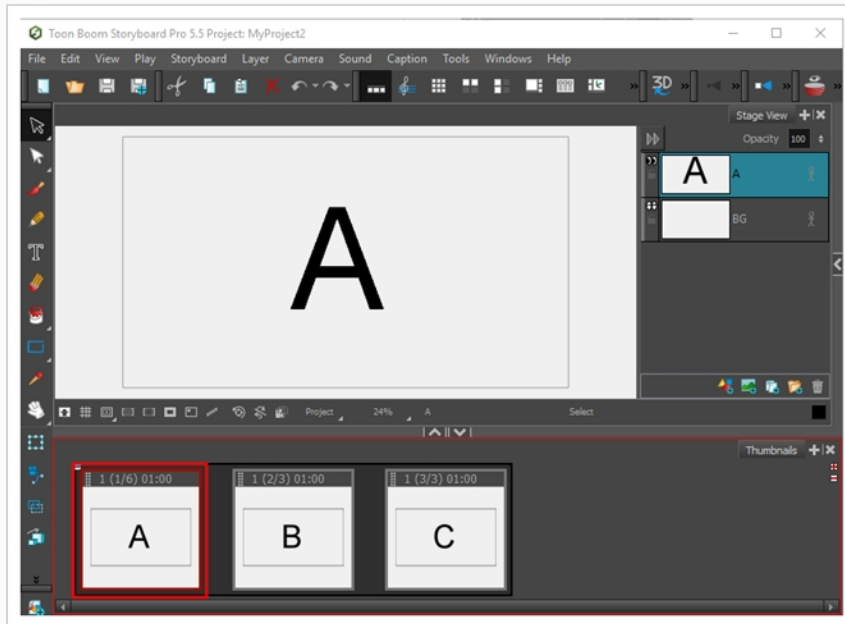 Toon Boom Storyboard Pro 5.5 Project: MyProject2
File Edit View Play Storyboard Layer Camera Sound Caption Tools Windows Help
3D
Stage View
Opacity 100
A
A A
BG
Project 24% A Select
Thumbnails
1 (1/6) 01:00 1 (2/3) 01:00 1 (3/3) 01:00
A B C